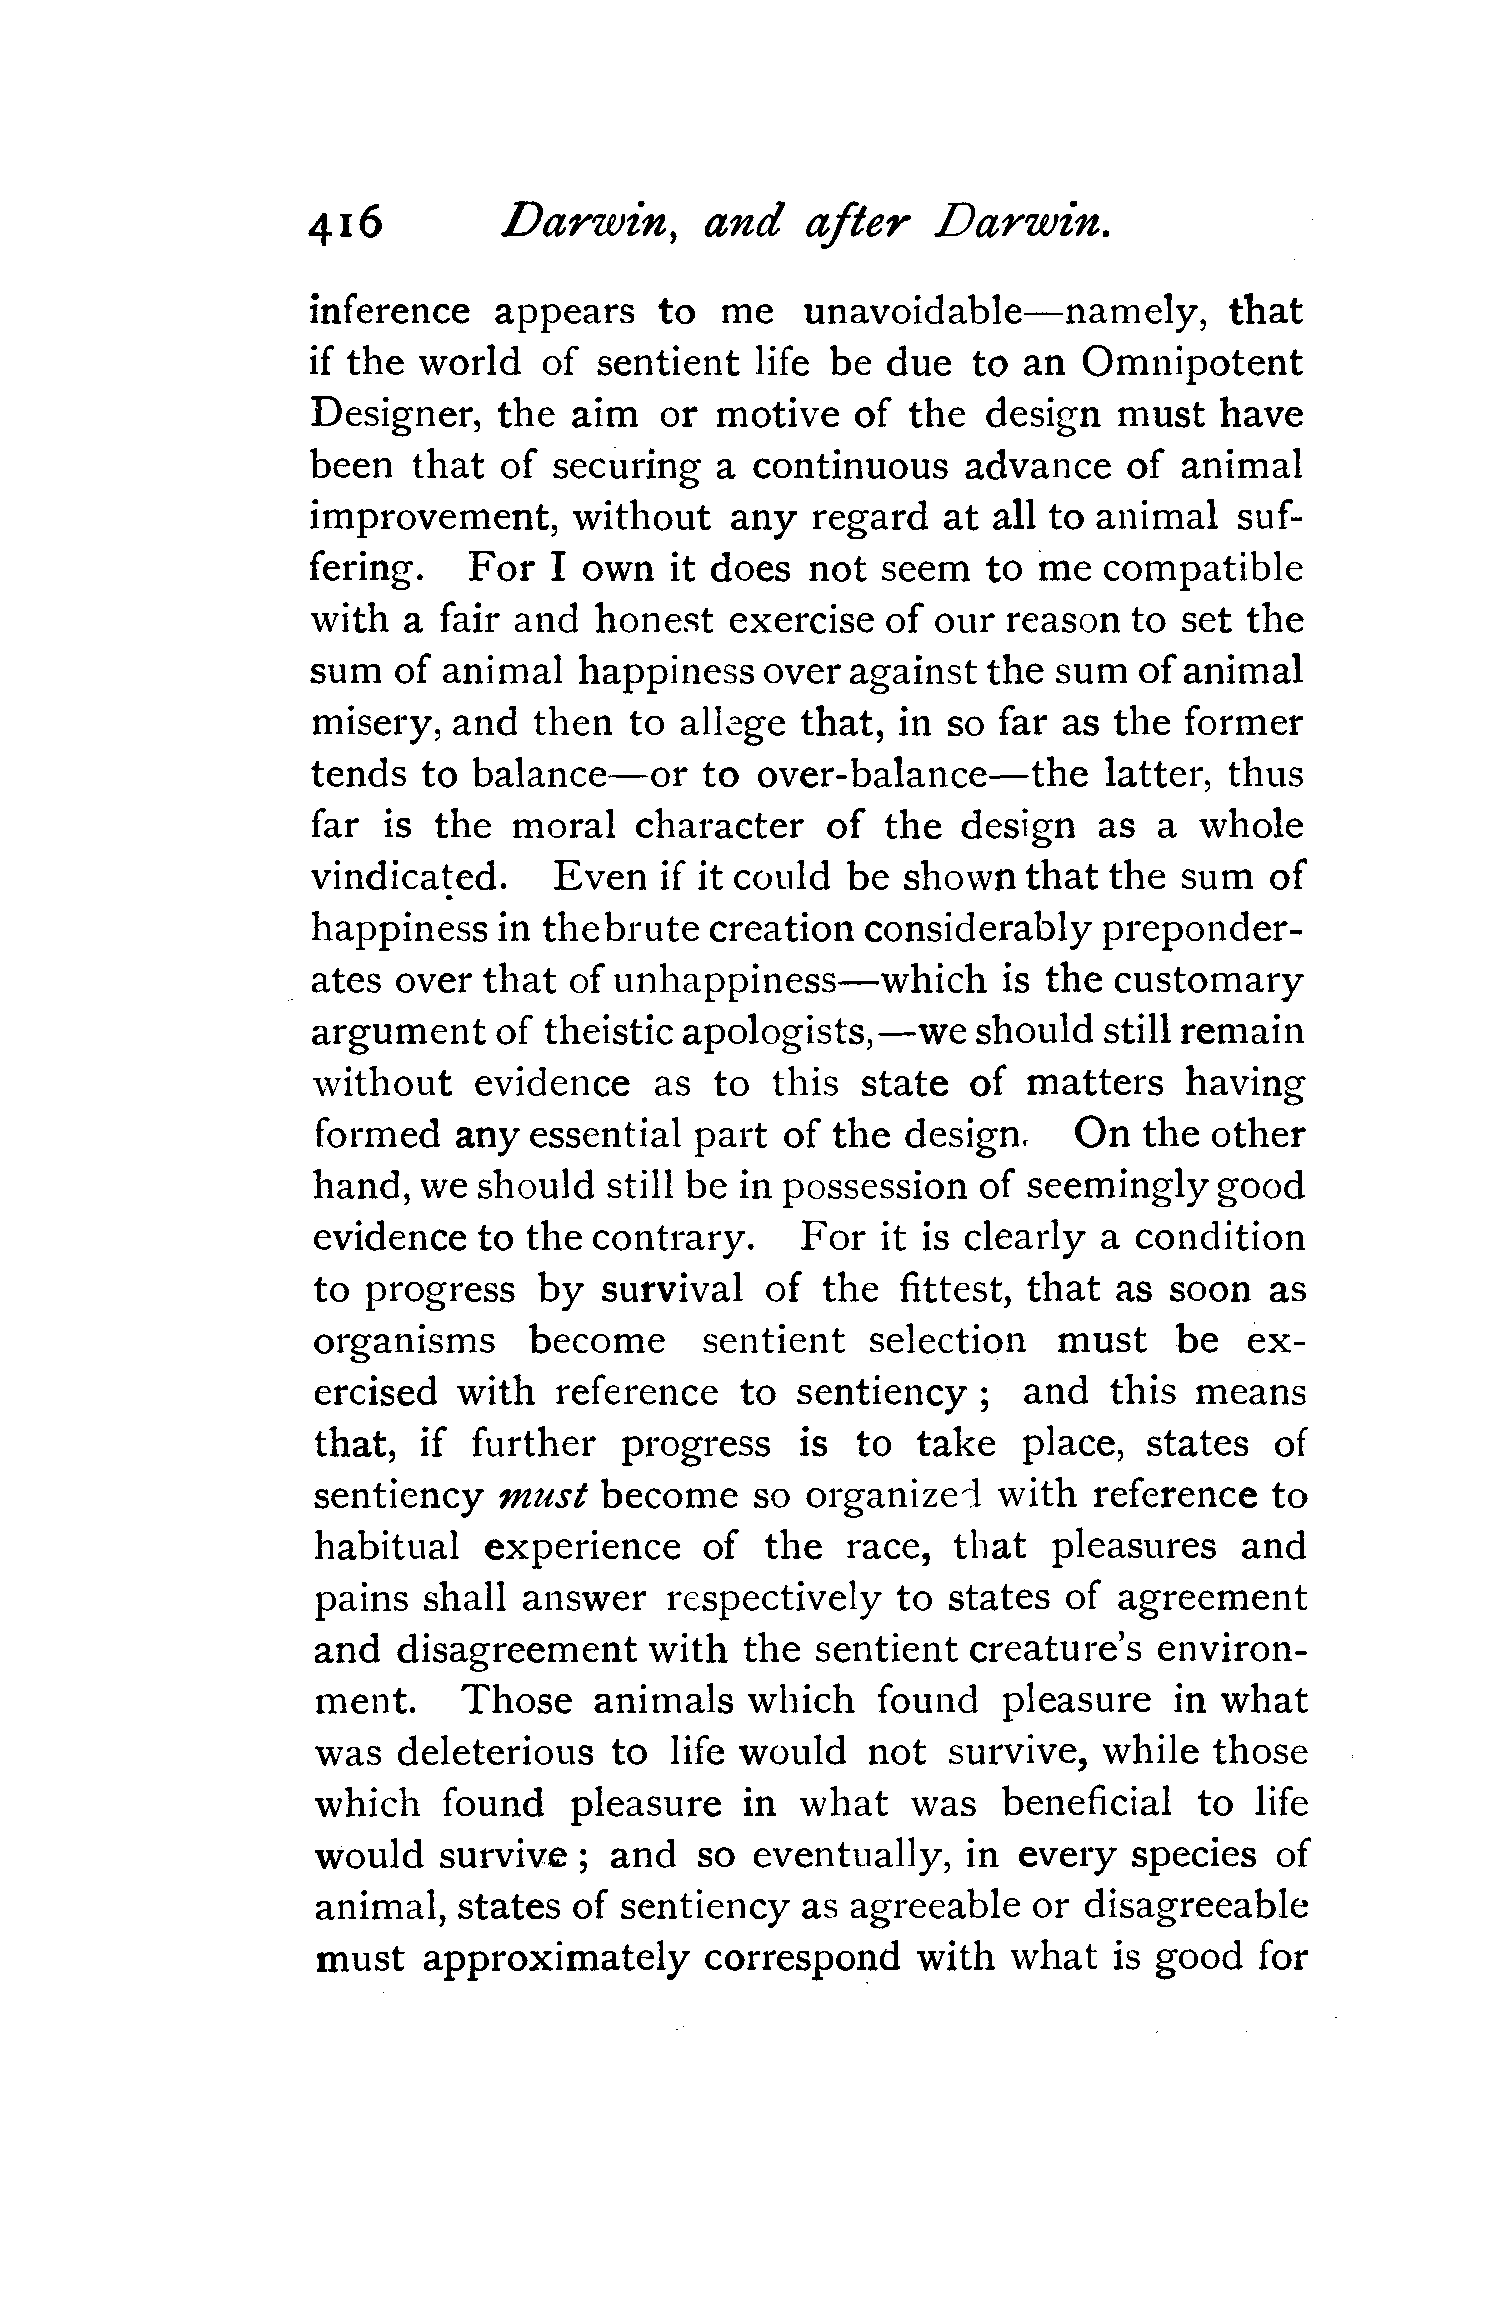 416 Darwin, and after Darwin.
inference appears to me unavoidable—namely, that
if the world of sentient life be due to an Omnipotent
Designer, the aim or motive of the design must have
been that of securing a continuous advance of animal
improvement, without any regard at all to animal suf-
fering. For I own it does not seem to me compatible
with a fair and honest exercise of our reason to set the
sum of animal happiness over against the sum of animal
misery, and then to allege that, in so far as the former
tends to balance—or to over-balance—the latter, thus
far is the moral character of the design as a whole
vindicated. Even if it could be shown that the sum of
happiness in the brute creation considerably preponder-
ates over that of unhappiness—which is the customary
argument of theistic apologists,—we should still remain
without evidence as to this state of matters having
formed any essential part of the design. On the other
hand, we should still be in possession of seemingly good
evidence to the contrary. For it is clearly a condition
to progress by survival of the fittest, that as soon as
organisms become sentient selection must be ex-
ercised with reference to sentiency ; and this means
that, if further progress is to take place, states of
sentiency must become so organized with reference to
habitual experience of the race, that pleasures and
pains shall answer respectively to states of agreement
and disagreement with the sentient creature's environ-
ment. Those animals which found pleasure in what
was deleterious to life would not survive, while those
which found pleasure in what was beneficial to life
would survive ; and so eventually, in every species of
animal, states of sentiency as agreeable or disagreeable
must approximately correspond with what is good for